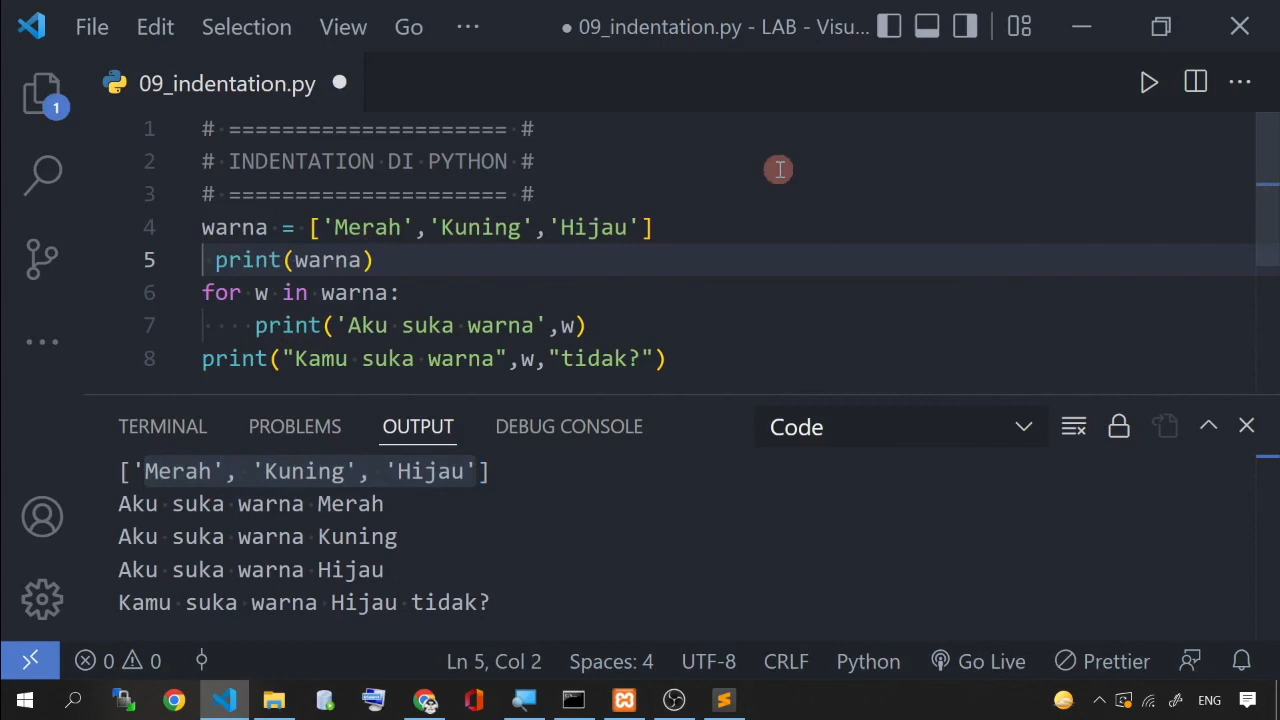 File Edit Selection View Go ··· ● 09_indentation.py - LAB - Visu...
09_indentation.py ●
1 # ===================== #
2 # INDENTATION DI PYTHON #
3 # ===================== #
4 warna = ['Merah','Kuning','Hijau']
5  print(warna)
6 for w in warna:
7     print('Aku suka warna',w)
8 print("Kamu suka warna",w,"tidak?")
TERMINAL PROBLEMS OUTPUT DEBUG CONSOLE Code
['Merah', 'Kuning', 'Hijau']
Aku suka warna Merah
Aku suka warna Kuning
Aku suka warna Hijau
Kamu suka warna Hijau tidak?
1
0 0 Ln 5, Col 2 Spaces: 4 UTF-8 CRLF Python Go Live Prettier
ENG